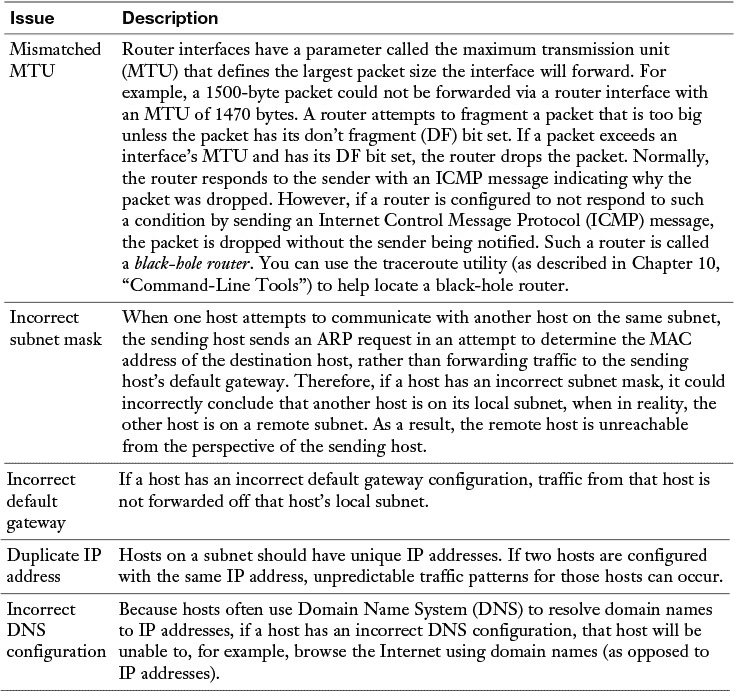 Issue Description
Mismatched MTU Router interfaces have a parameter called the maximum transmission unit
(MTU) that defines the largest packet size the interface will forward. For
example, a 1500-byte packet could not be forwarded via a router interface with
an MTU of 1470 bytes. A router attempts to fragment a packet that is too big
unless the packet has its don’t fragment (DF) bit set. If a packet exceeds an
interface’s MTU and has its DF bit set, the router drops the packet. Normally,
the router responds to the sender with an ICMP message indicating why the
packet was dropped. However, if a router is configured to not respond to such
a condition by sending an Internet Control Message Protocol (ICMP) message,
the packet is dropped without the sender being notified. Such a router is called
a black-hole router. You can use the traceroute utility (as described in Chapter 10,
“Command-Line Tools”) to help locate a black-hole router.
Incorrect
subnet mask
When one host attempts to communicate with another host on the same subnet,
the sending host sends an ARP request in an attempt to determine the MAC
address of the destination host, rather than forwarding traffic to the sending
host’s default gateway. Therefore, if a host has an incorrect subnet mask, it could
incorrectly conclude that another host is on its local subnet, when in reality, the
other host is on a remote subnet. As a result, the remote host is unreachable
from the perspective of the sending host.
Incorrect
default
gateway
If a host has an incorrect default gateway configuration, traffic from that host is
not forwarded off that host’s local subnet.
Duplicate IP
address
Hosts on a subnet should have unique IP addresses. If two hosts are configured
with the same IP address, unpredictable traffic patterns for those hosts can occur.
Incorrect
DNS
configuration
Because hosts often use Domain Name System (DNS) to resolve domain names
to IP addresses, if a host has an incorrect DNS configuration, that host will be
unable to, for example, browse the Internet using domain names (as opposed to
IP addresses).